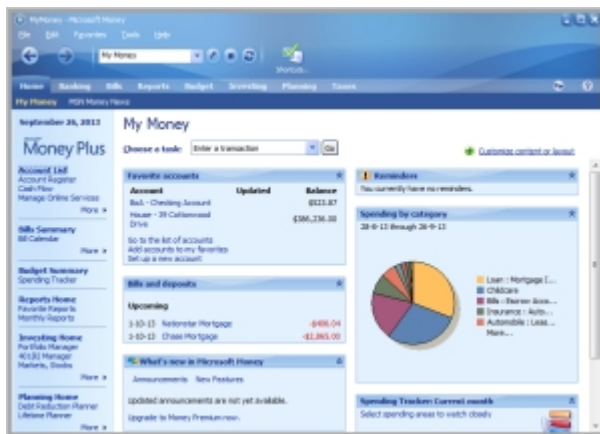 MyMoney - Microsoft Money
File Edit Favorites Tools Help
My Money
Shortcuts...
Home Banking Bills Reports Budget Investing Planning Taxes
My Money MSN Money News
September 26, 2013
Money Plus
Account List
Account Register
Cash Flow
Manage Online Services
More »
Bills Summary
Bill Calendar
More »
Budget Summary
Spending Tracker
Reports Home
Favorite Reports
Monthly Reports
Investing Home
Portfolio Manager
401(k) Manager
Markets, Stocks
More »
Planning Home
Debt Reduction Planner
Lifetime Planner
More »
My Money
Choose a task: Enter a transaction Go
Customize content or layout
Favorite accounts
Account Updated Balance
BoA - Checking Account $523.87
House - 39 Cottonwood Drive $386,236.00
Go to the list of accounts
Add accounts to my favorites
Set up a new account
Bills and deposits
Upcoming
1-10-13 Nationstar Mortgage -$406.04
1-10-13 Chase Mortgage -$2,865.00
What's new in Microsoft Money
Announcements New Features
Updated announcements are not yet available.
Upgrade to Money Premium now.
Reminders
You currently have no reminders.
Spending by category
28-8-13 through 26-9-13
Loan : Mortgage I...
Childcare
Bills : Escrow Acco...
Insurance : Auto...
Automobile : Leas...
More...
Spending Tracker: Current month
Select spending areas to watch closely